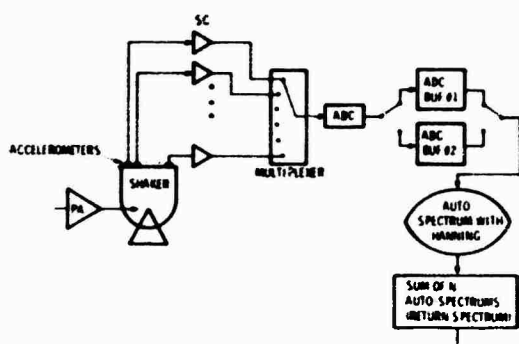 SC
ADC
BUF #1
ADC
ADC
BUF #2
MULTIPLEXER
ACCELEROMETERS
SHAKER
PA
AUTO
SPECTRUM WITH
HANNING
SUM OF N
AUTO-SPECTRUMS
(RETURN SPECTRUM)